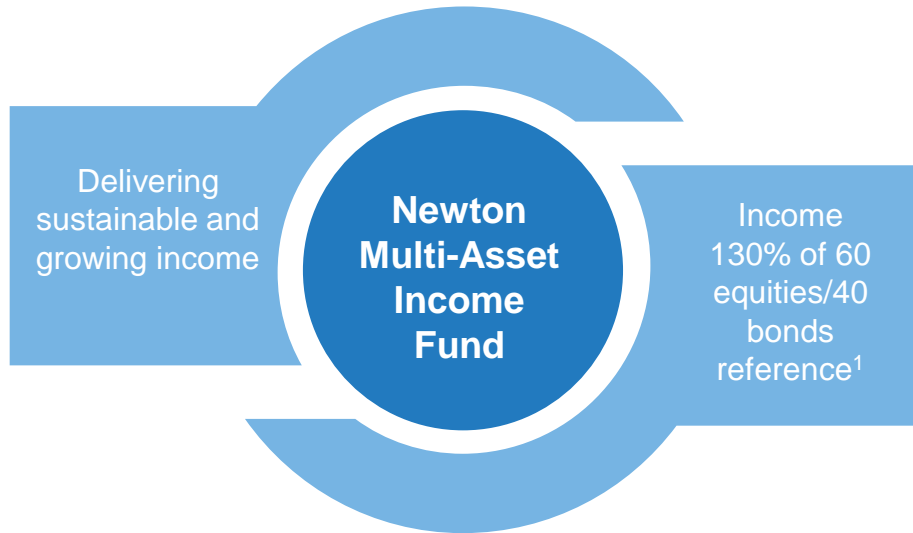 Delivering
sustainable and
growing income
Newton
Multi-Asset
Income
Fund
Income
130% of 60
equities/40
bonds
reference¹